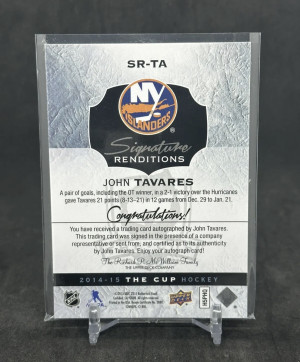 SR-TA
NY
ISLANDERS
Signature
RENDITIONS
JOHN TAVARES
A pair of goals, including the OT winner, in a 2-1 victory over the Hurricanes
gave Tavares 21 points (8-13–21) in 12 games from Dec. 29 to Jan. 21.
Congratulations!
You have received a trading card autographed by John Tavares.
This trading card was signed in the presence of a company
representative or sent from, and certified as to its authenticity
by John Tavares. Enjoy your autograph card!
The Richard P. McWilliam Family
THE UPPER DECK COMPANY
2014-15 THE CUP HOCKEY
NHL
UPPER DECK
HSPHQ